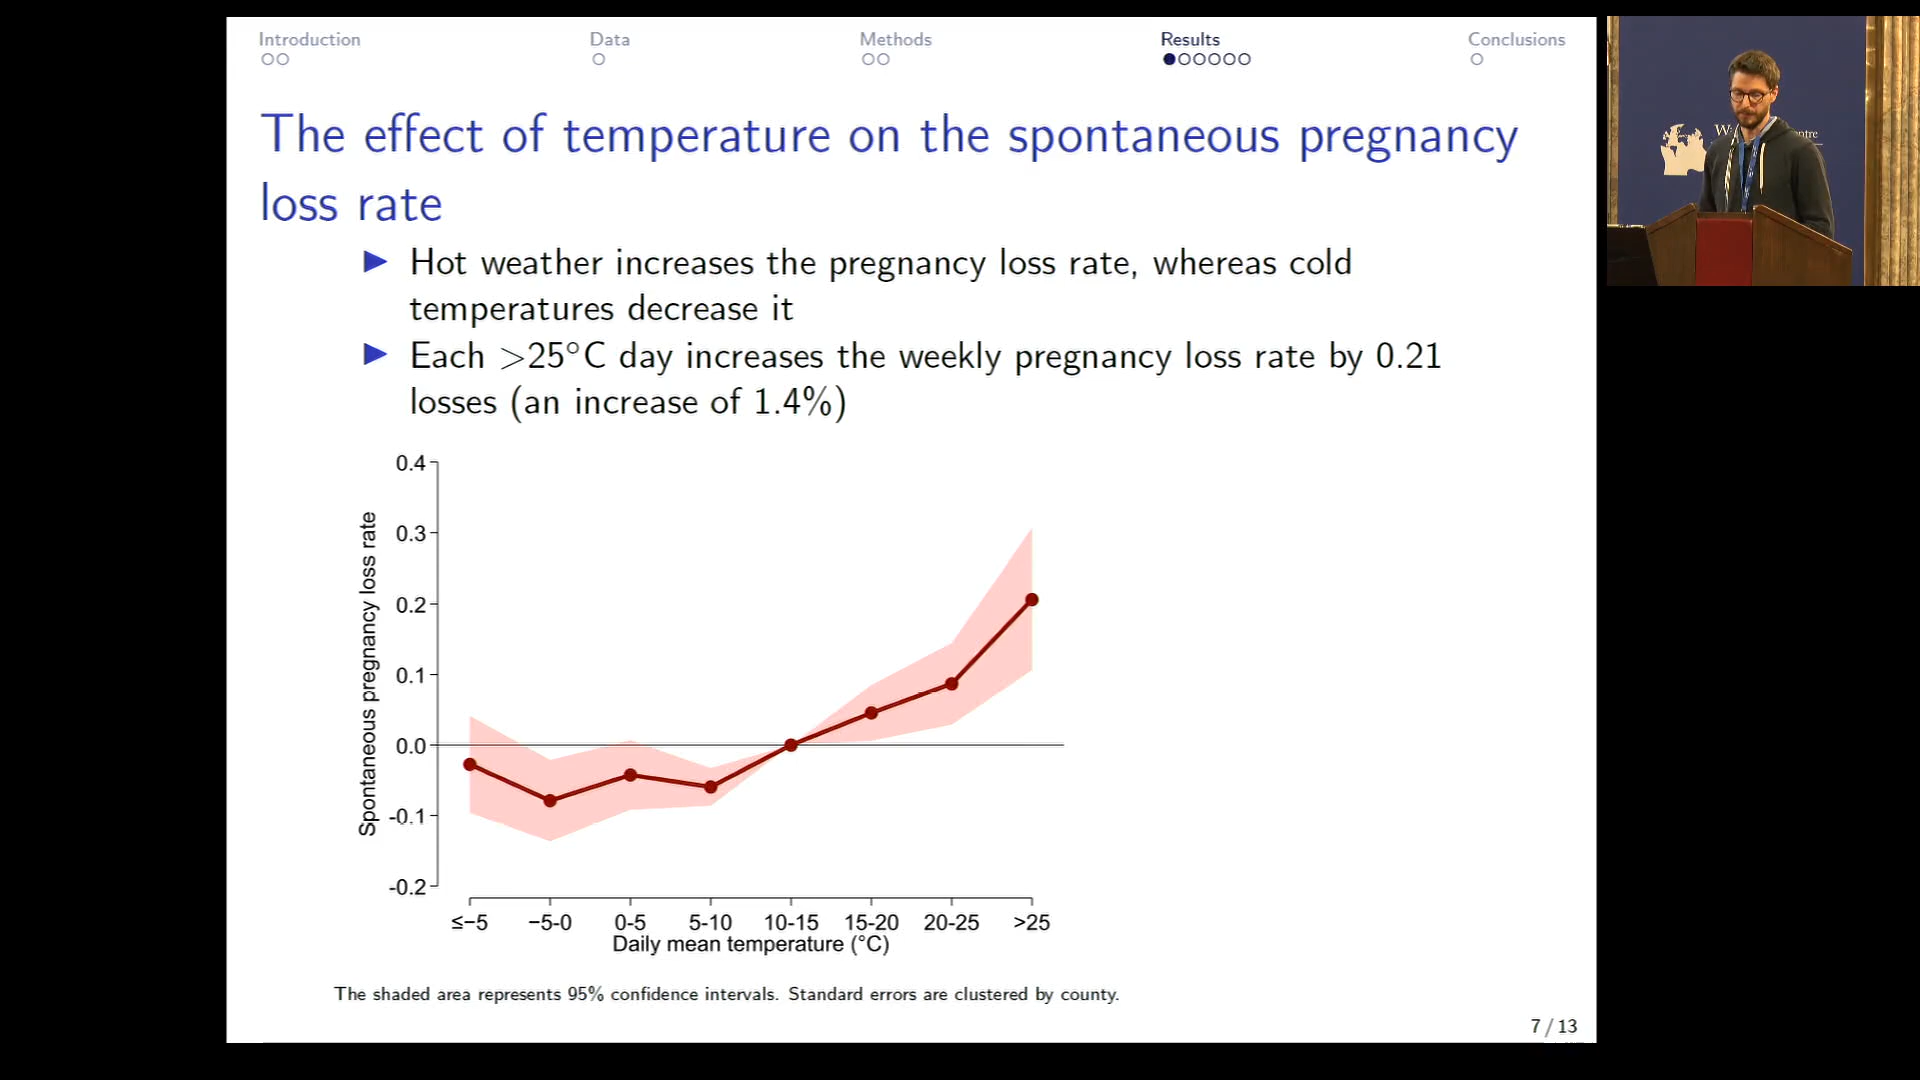 Introduction
Data
Methods
Results
Conclusions
The effect of temperature on the spontaneous pregnancy
loss rate
Hot weather increases the pregnancy loss rate, whereas cold
temperatures decrease it
Each >25°C day increases the weekly pregnancy loss rate by 0.21
losses (an increase of 1.4%)
Spontaneous pregnancy loss rate
0.4
0.3
0.2
0.1
0.0
-0.1
-0.2
≤−5
−5-0
0-5
5-10
10-15
15-20
20-25
>25
Daily mean temperature (°C)
The shaded area represents 95% confidence intervals. Standard errors are clustered by county.
7 / 13